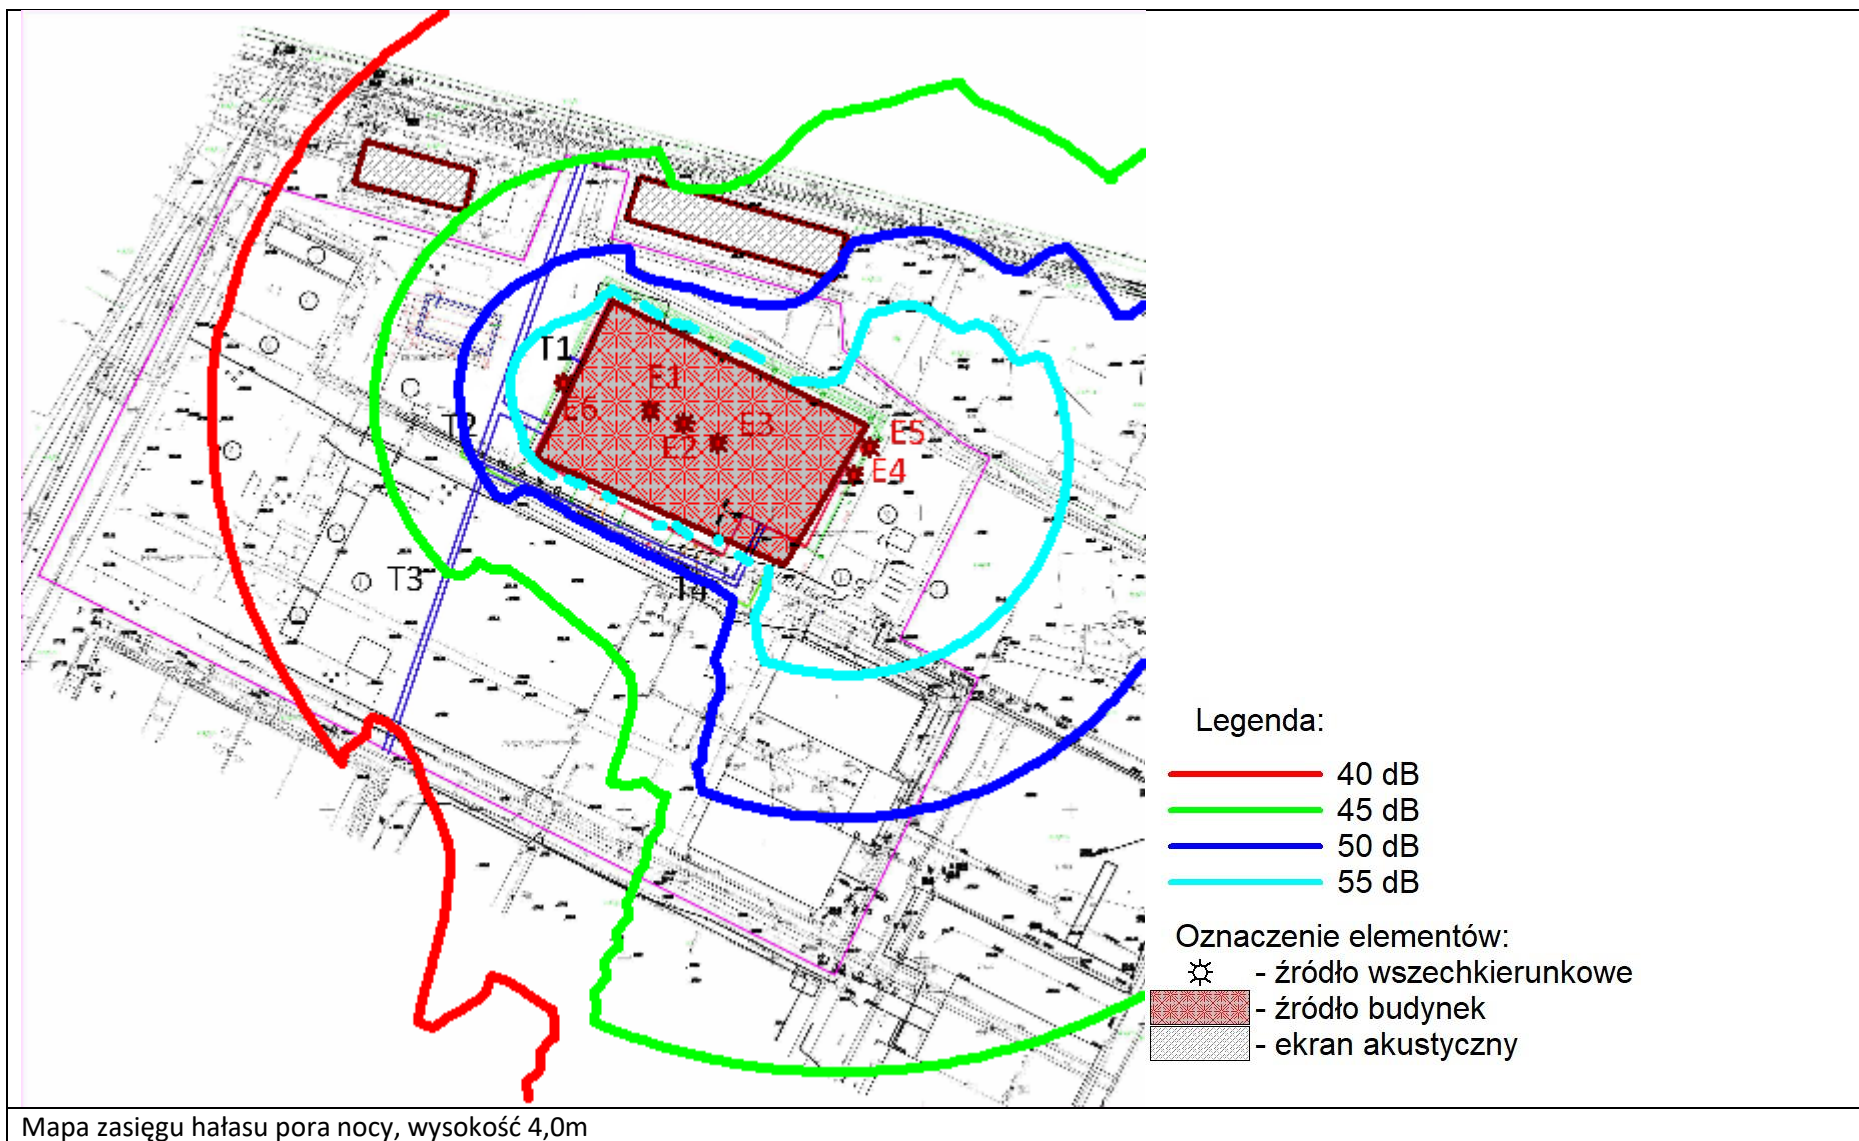 T1
E1
E6
T2
E3
E2
E5
E4
T3
T4
Legenda:
40 dB
45 dB
50 dB
55 dB
Oznaczenie elementów:
- źródło wszechkierunkowe
- źródło budynek
- ekran akustyczny
Mapa zasięgu hałasu pora nocy, wysokość 4,0m